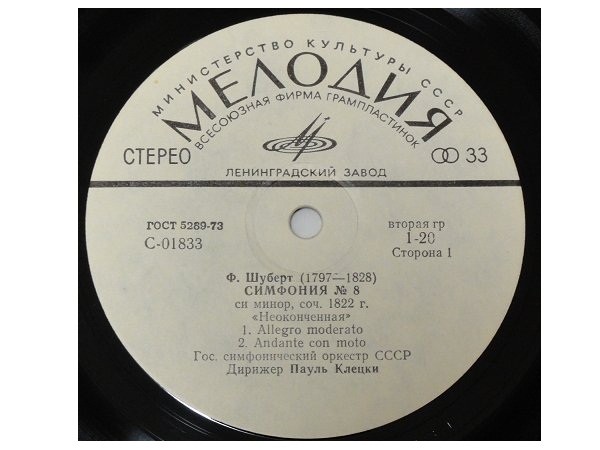 МИНИСТЕРСТВО КУЛЬТУРЫ СССР
МЕЛОДИЯ
ВСЕСОЮЗНАЯ ФИРМА ГРАМПЛАСТИНОК
СТЕРЕО
33
ЛЕНИНГРАДСКИЙ ЗАВОД
ГОСТ 5289-73
С-01833
вторая гр
1-20
Сторона 1
Ф. Шуберт (1797—1828)
СИМФОНИЯ № 8
си минор, соч. 1822 г.
«Неоконченная»
1. Allegro moderato
2. Andante con moto
Гос. симфонический оркестр СССР
Дирижер Пауль Клецки